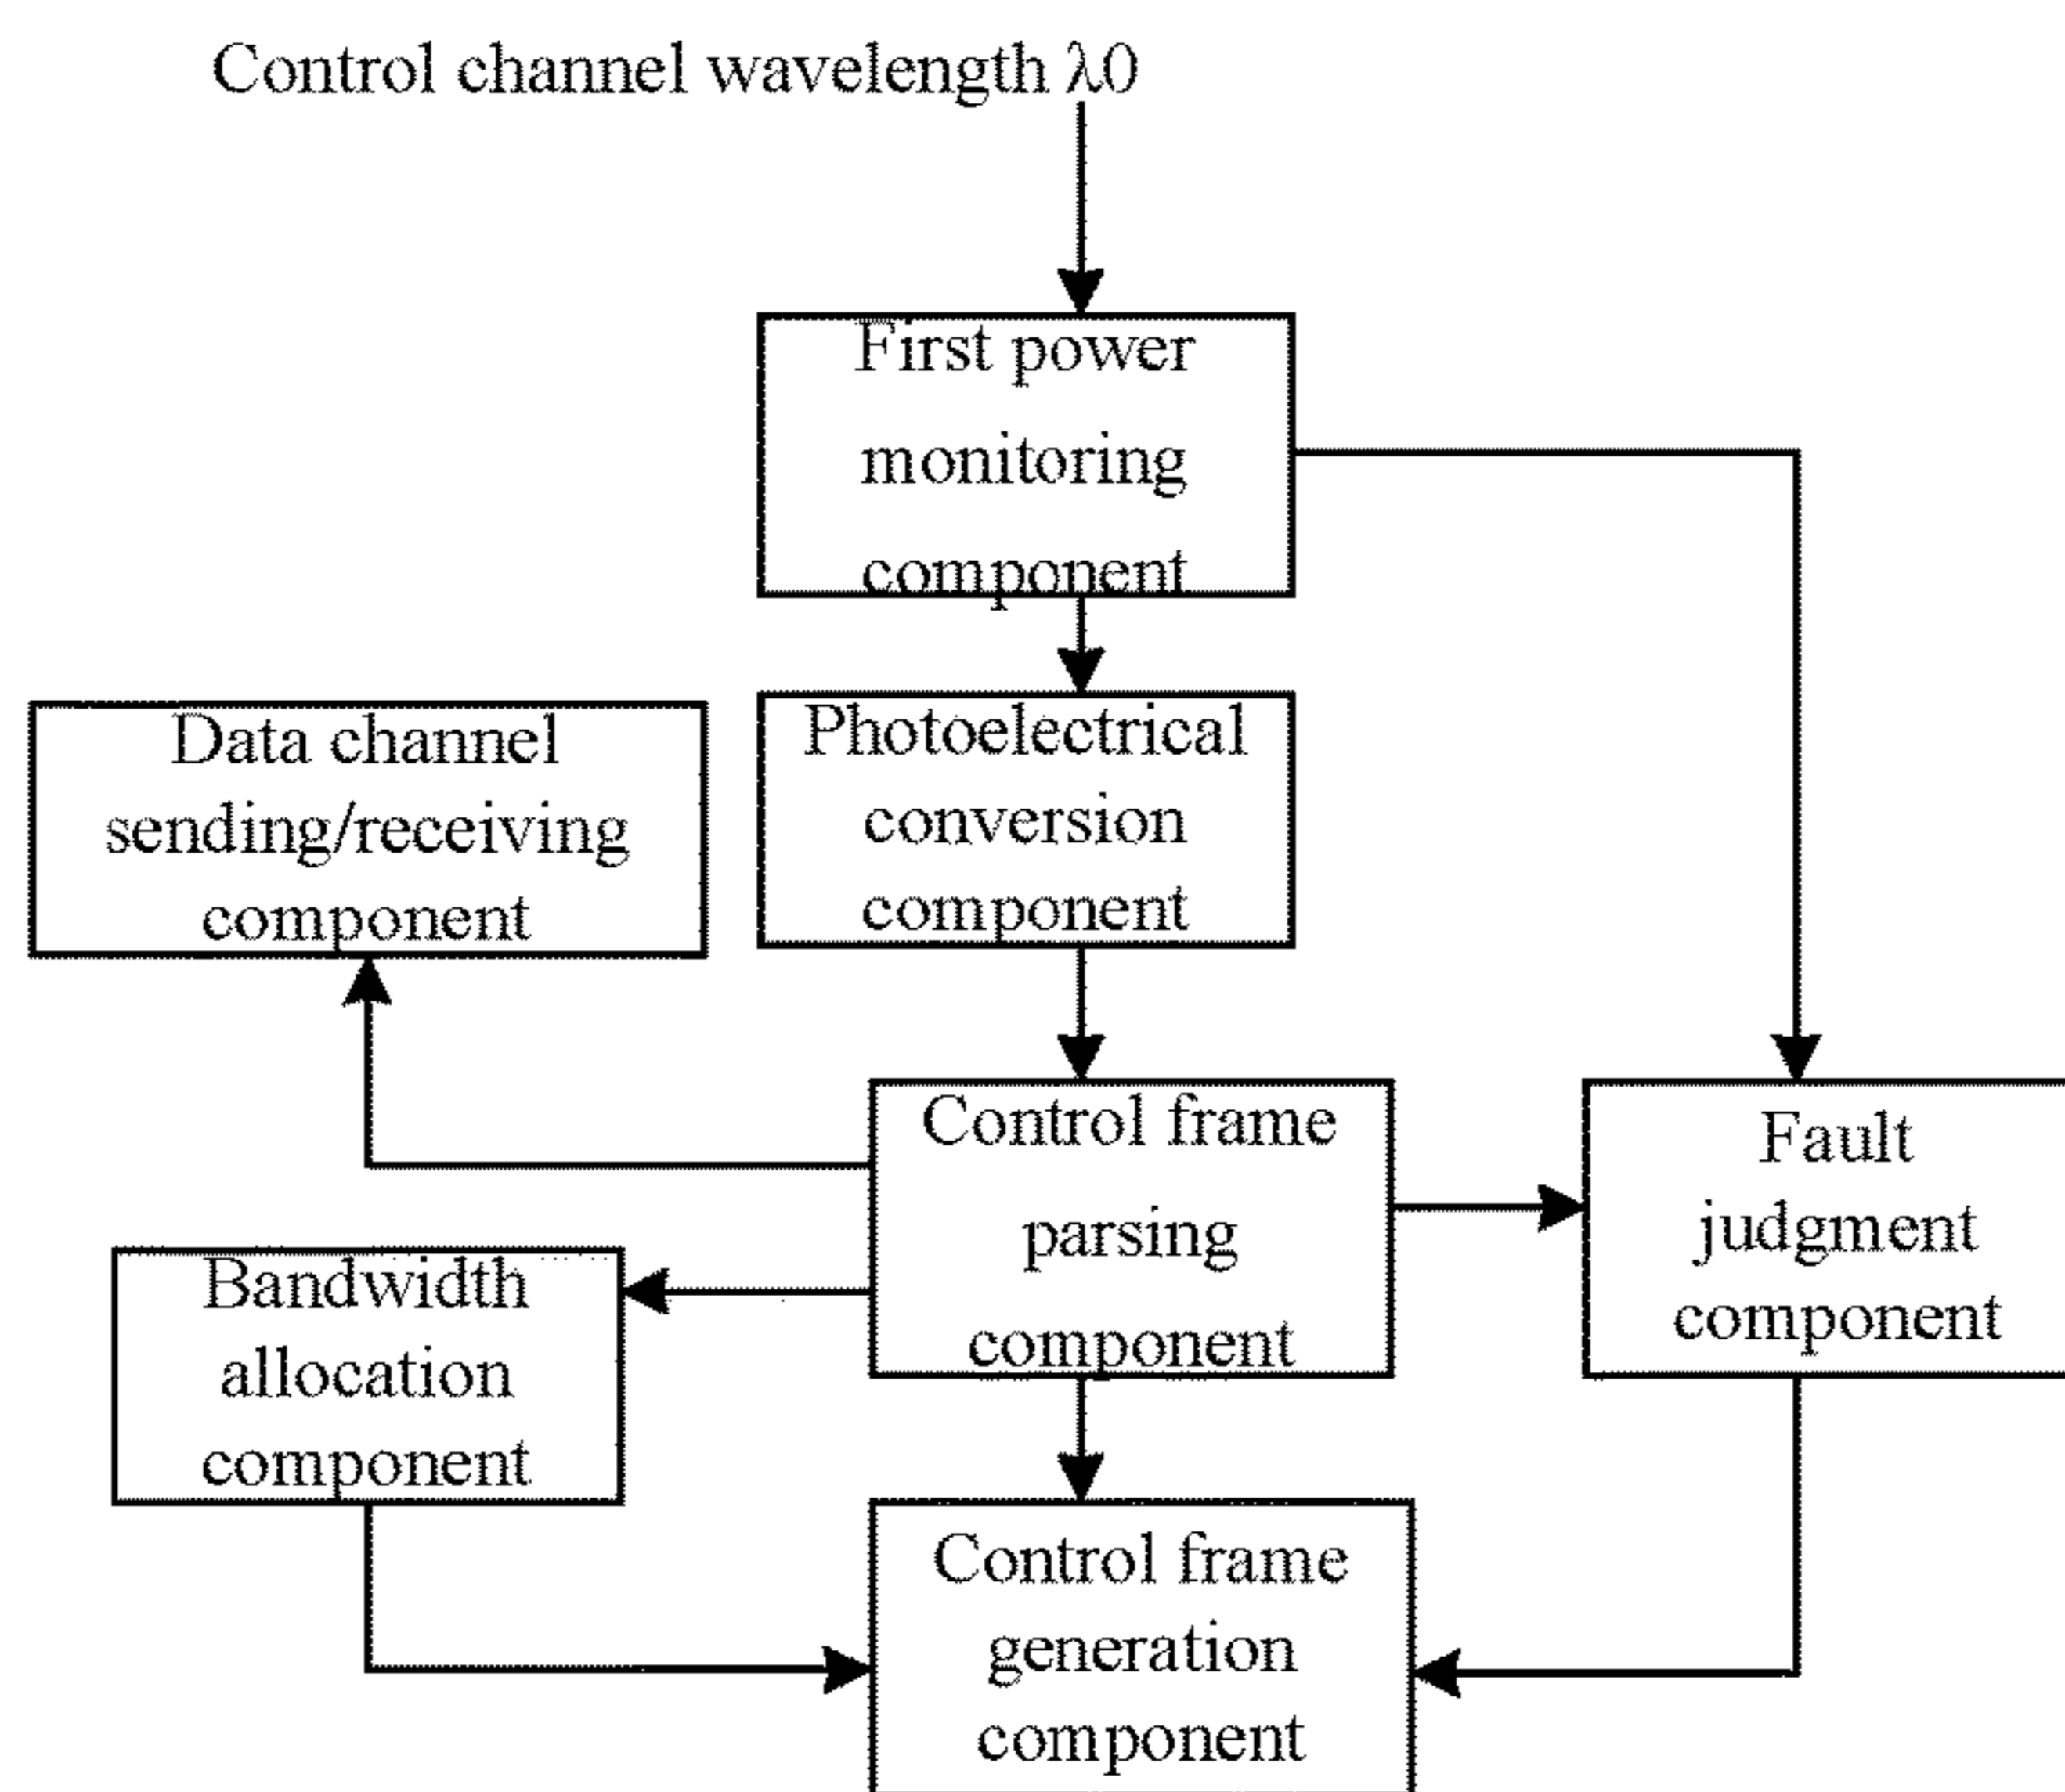 Control channel wavelength λ0
First power
monitoring
component
Data channel
sending/receiving
component
Photoelectrical
conversion
component
Control frame
parsing
component
Fault
judgment
component
Bandwidth
allocation
component
Control frame
generation
component